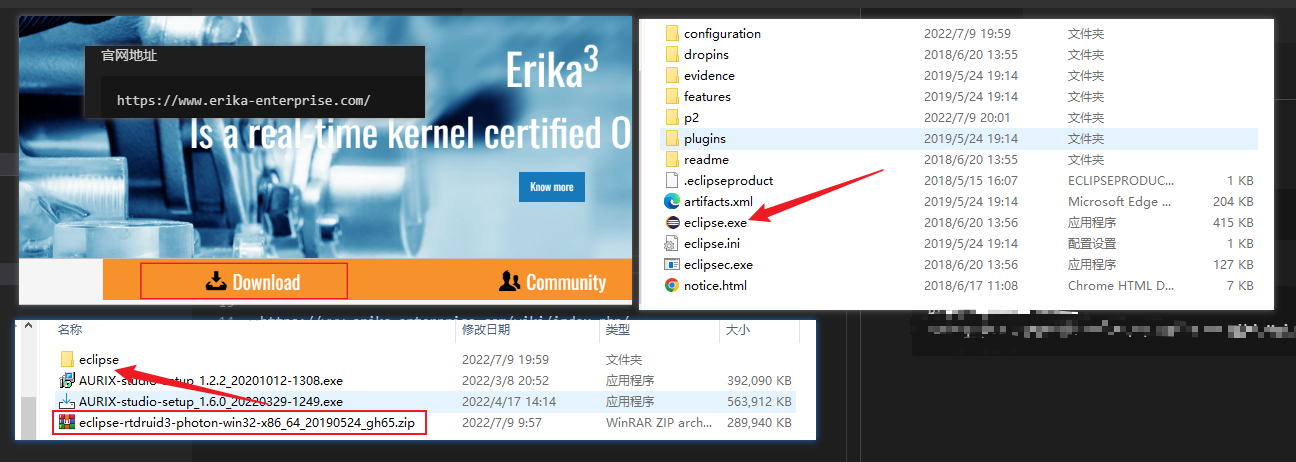 官网地址
https://www.erika-enterprise.com/
Erika3
Is a real-time kernel certified O
Know more
Download
Community
configuration 2022/7/9 19:59 文件夹
dropins 2018/6/20 13:55 文件夹
evidence 2019/5/24 19:14 文件夹
features 2019/5/24 19:14 文件夹
p2 2022/7/9 20:01 文件夹
plugins 2019/5/24 19:14 文件夹
readme 2018/6/20 13:55 文件夹
.eclipseproduct 2018/5/15 16:07 ECLIPSEPRODUC... 1 KB
artifacts.xml 2019/5/24 19:14 Microsoft Edge ... 204 KB
eclipse.exe 2018/6/20 13:56 应用程序 415 KB
eclipse.ini 2019/5/24 19:14 配置设置 1 KB
eclipsec.exe 2018/6/20 13:56 应用程序 127 KB
notice.html 2018/6/17 11:08 Chrome HTML D... 7 KB
名称 修改日期 类型 大小
eclipse 2022/7/9 19:59 文件夹
AURIX-studio-setup_1.2.2_20201012-1308.exe 2022/3/8 20:52 应用程序 392,090 KB
AURIX-studio-setup_1.6.0_20220329-1249.exe 2022/4/17 14:14 应用程序 563,912 KB
eclipse-rtdruid3-photon-win32-x86_64_20190524_gh65.zip 2022/7/9 9:57 WinRAR ZIP arch... 289,940 KB